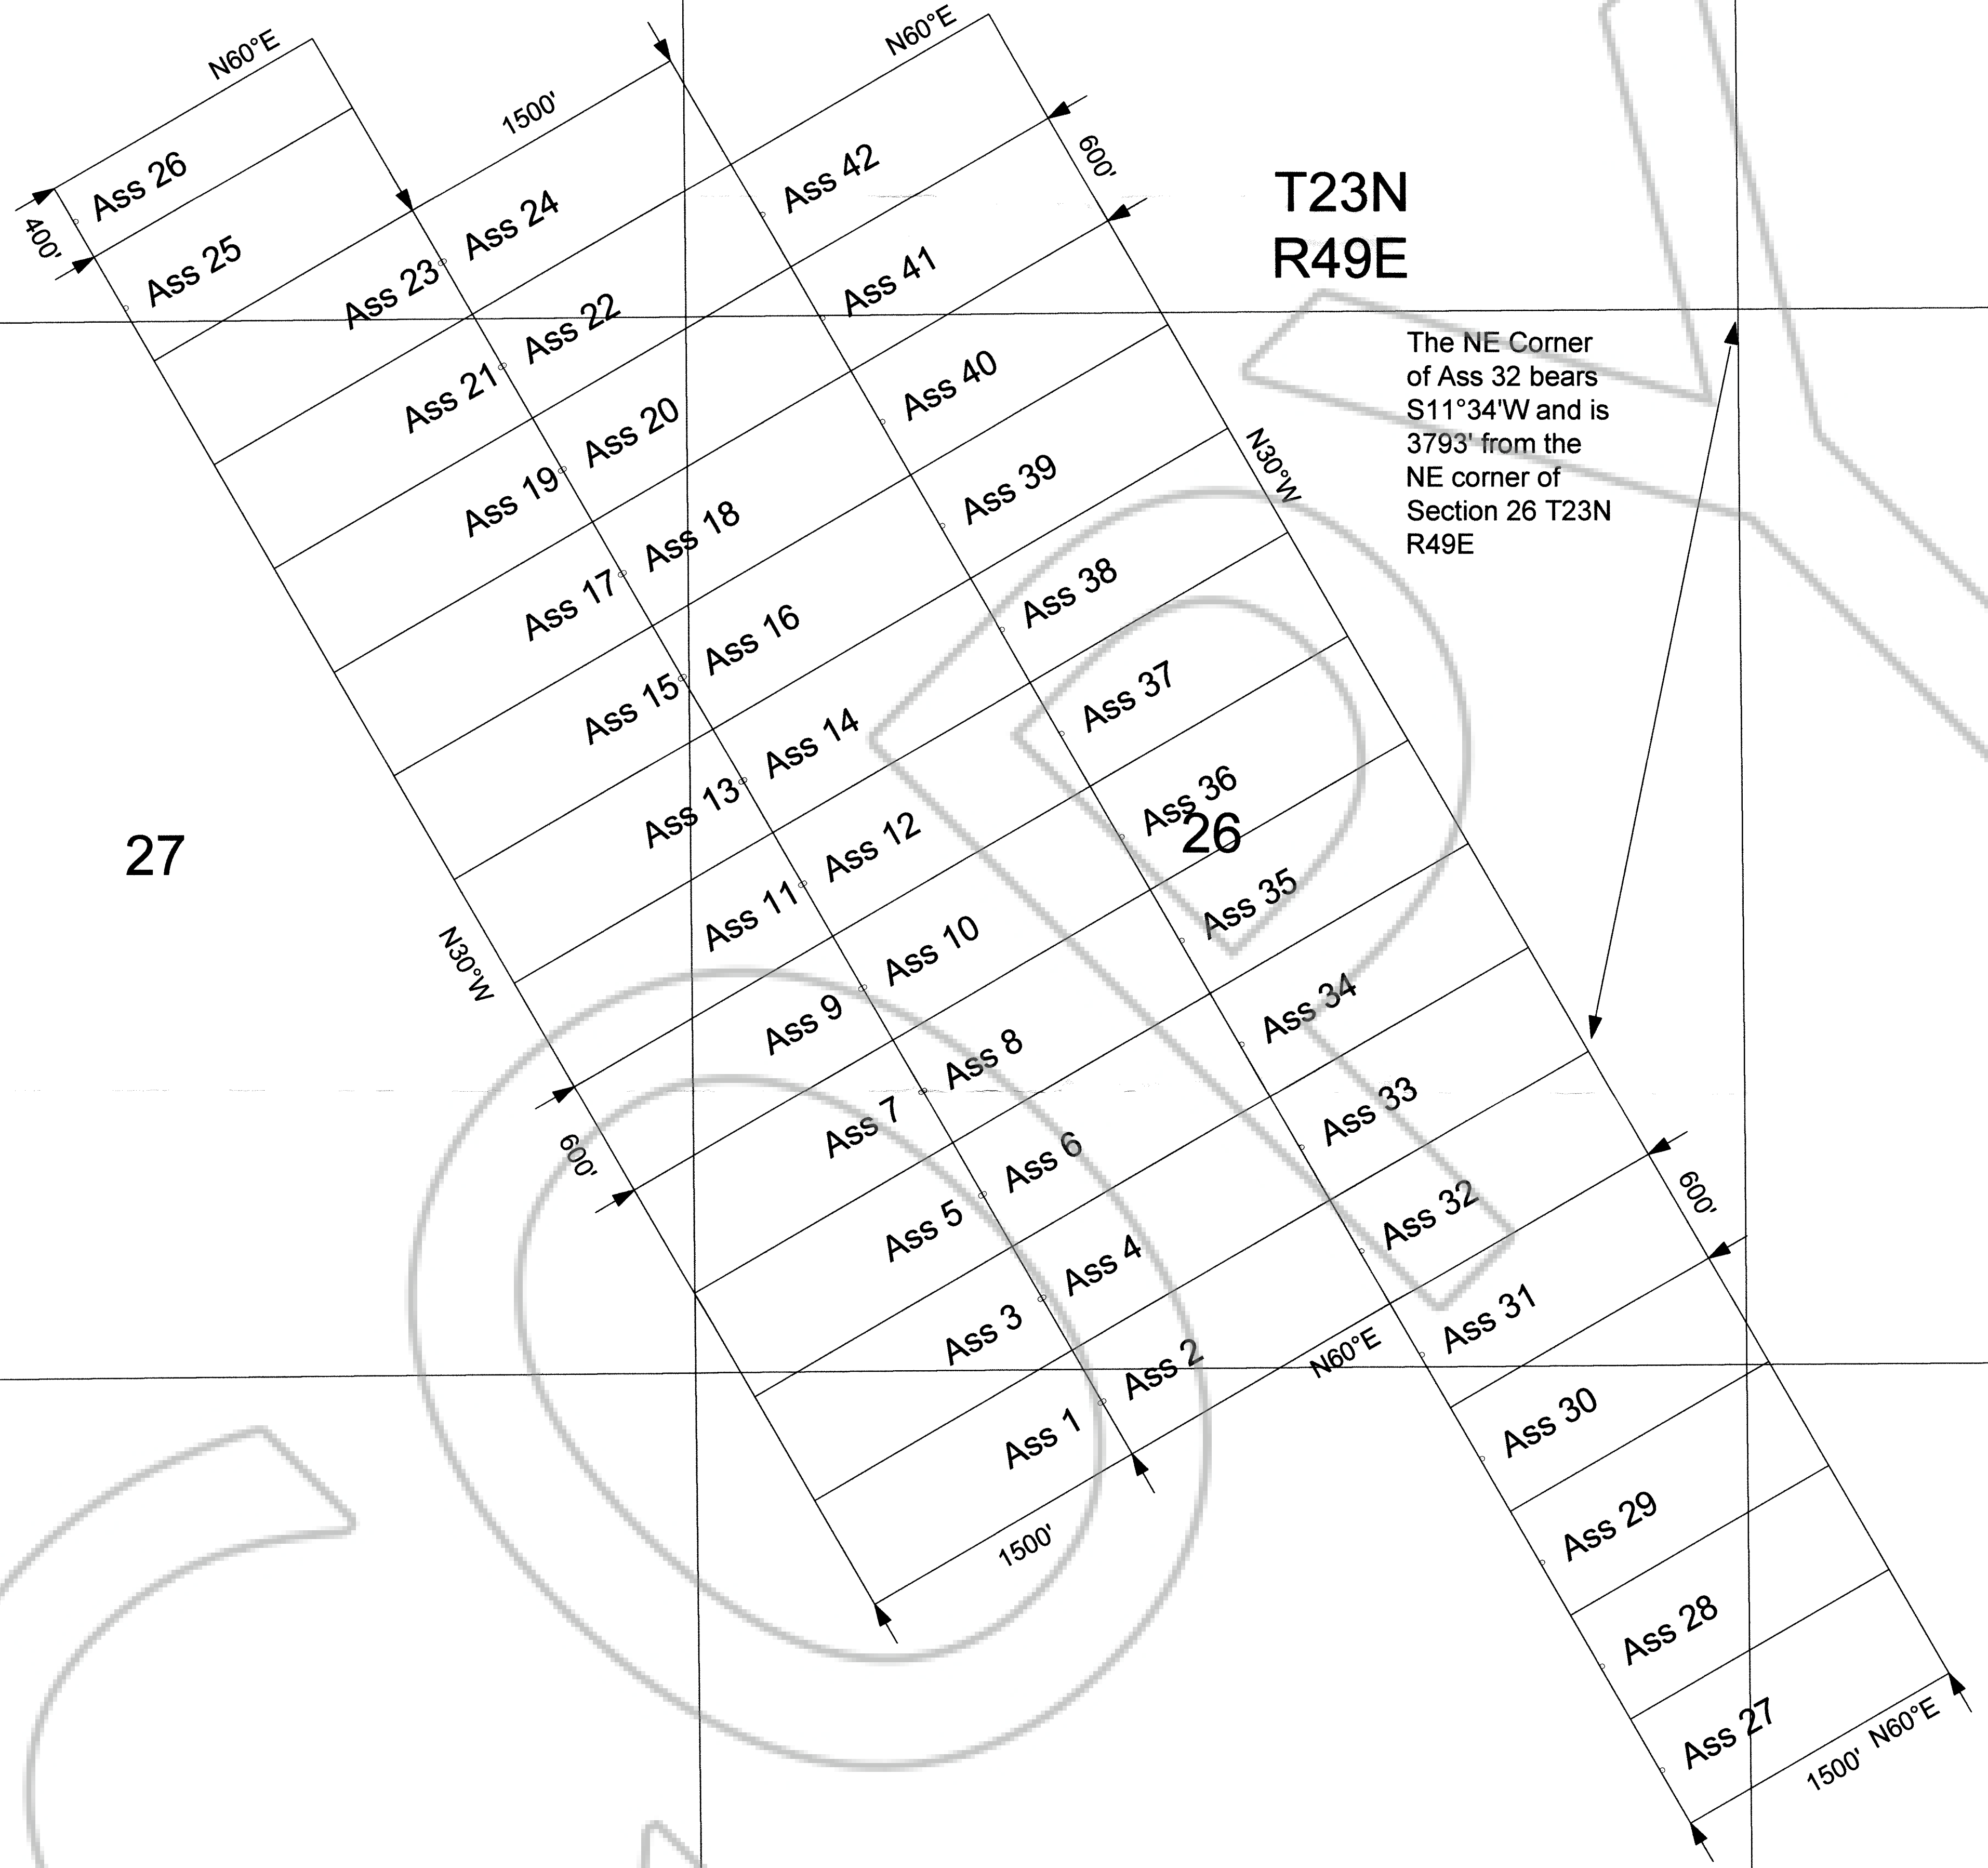 N60°E
N60°E
1500'
Ass 26
Ass 42
600'
T23N
R49E
400'
Ass 25
Ass 24
Ass 23
Ass 41
Ass 22
Ass 21
Ass 40
The NE Corner
of Ass 32 bears
S11°34'W and is
3793' from the
NE corner of
Section 26 T23N
R49E
N30°W
Ass 20
Ass 19
Ass 39
Ass 18
Ass 17
Ass 38
Ass 16
Ass 15
Ass 37
Ass 14
Ass 13
Ass 36
26
27
Ass 12
Ass 11
Ass 35
N30°W
Ass 10
Ass 9
Ass 34
Ass 8
Ass 7
Ass 33
600'
Ass 6
Ass 5
Ass 32
600'
Ass 4
Ass 3
Ass 31
N60°E
Ass 2
Ass 1
Ass 30
1500'
Ass 29
Ass 28
Ass 27
N60°E
1500'